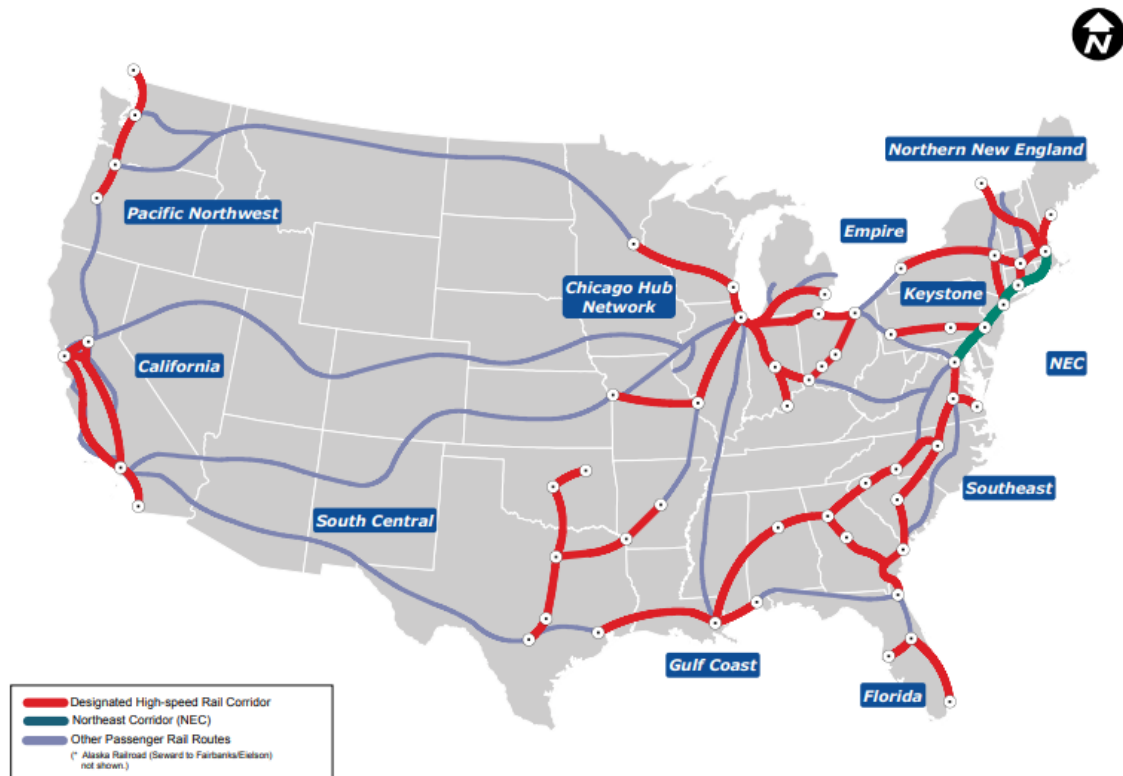 N
Northern New England
Pacific Northwest
Empire
Chicago Hub
Network
Keystone
California
NEC
Southeast
South Central
Gulf Coast
Florida
Designated High-speed Rail Corridor
Northeast Corridor (NEC)
Other Passenger Rail Routes
(* Alaska Railroad (Seward to Fairbanks/Eielson)
not shown.)